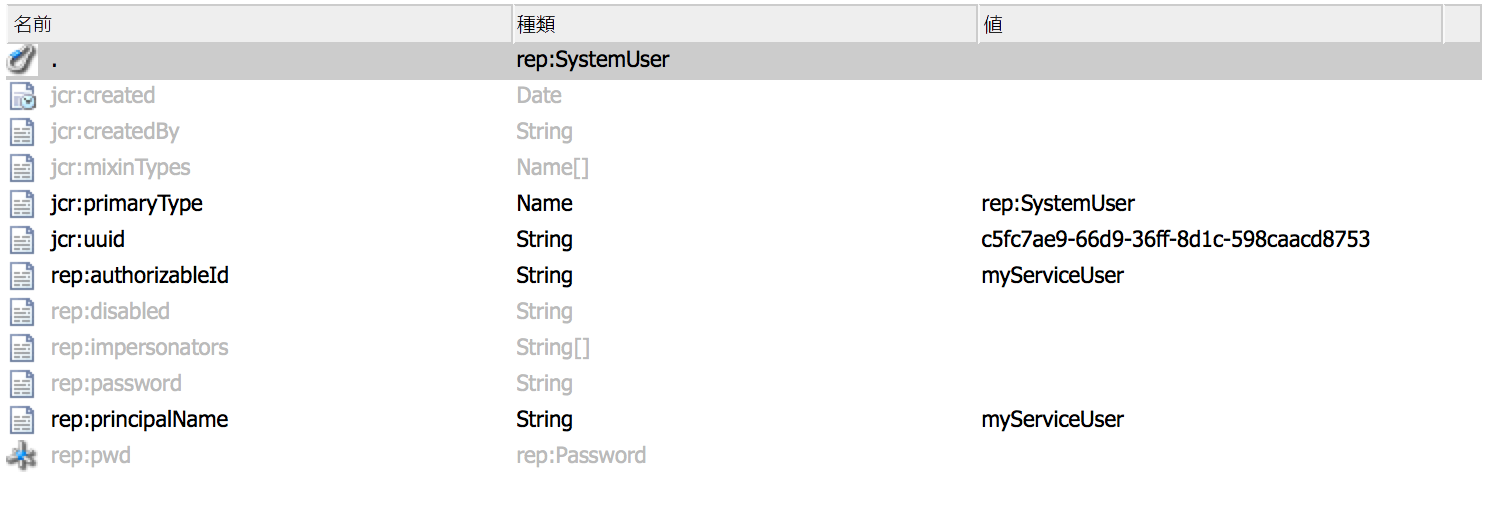 名前 種類 値
. rep:SystemUser
jcr:created Date
jcr:createdBy String
jcr:mixinTypes Name[]
jcr:primaryType Name rep:SystemUser
jcr:uuid String c5fc7ae9-66d9-36ff-8d1c-598caacd8753
rep:authorizableId String myServiceUser
rep:disabled String
rep:impersonators String[]
rep:password String
rep:principalName String myServiceUser
rep:pwd rep:Password